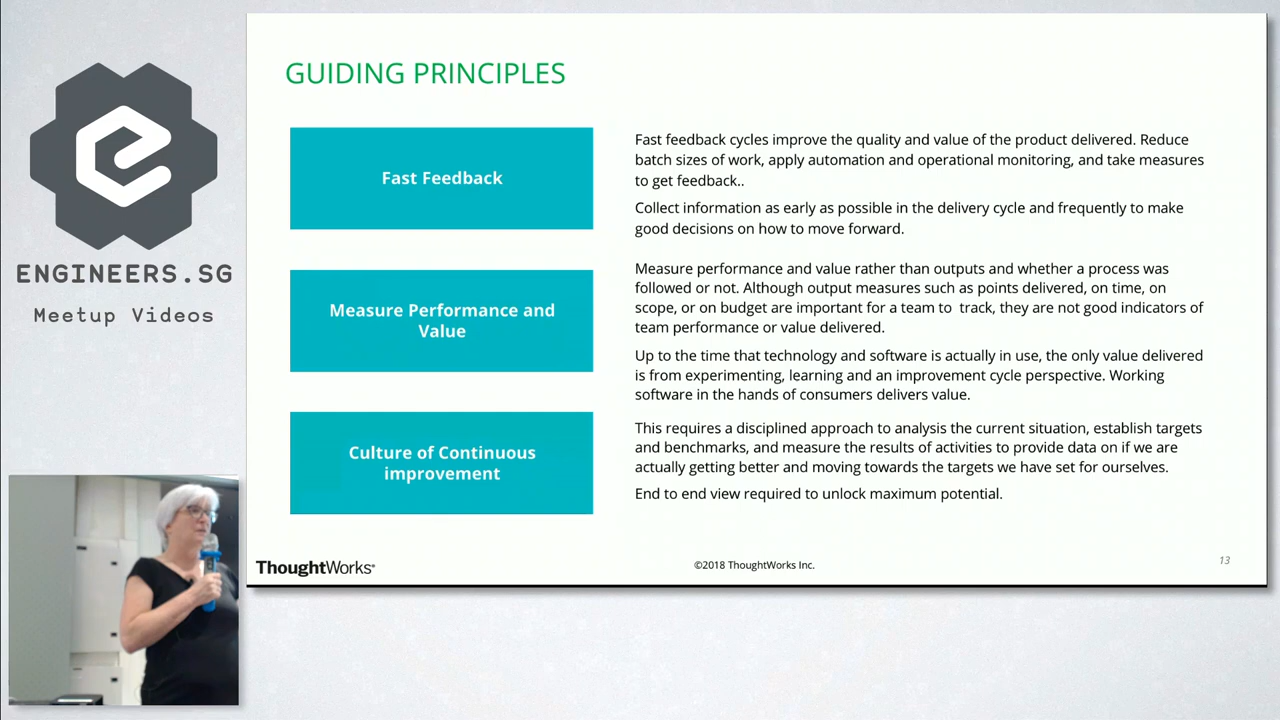 ENGINEERS.SG
Meetup Videos
GUIDING PRINCIPLES
Fast Feedback
Fast feedback cycles improve the quality and value of the product delivered. Reduce
batch sizes of work, apply automation and operational monitoring, and take measures
to get feedback..
Collect information as early as possible in the delivery cycle and frequently to make
good decisions on how to move forward.
Measure Performance and
Value
Measure performance and value rather than outputs and whether a process was
followed or not. Although output measures such as points delivered, on time, on
scope, or on budget are important for a team to  track, they are not good indicators of
team performance or value delivered.
Up to the time that technology and software is actually in use, the only value delivered
is from experimenting, learning and an improvement cycle perspective. Working
software in the hands of consumers delivers value.
Culture of Continuous
improvement
This requires a disciplined approach to analysis the current situation, establish targets
and benchmarks, and measure the results of activities to provide data on if we are
actually getting better and moving towards the targets we have set for ourselves.
End to end view required to unlock maximum potential.
ThoughtWorks®
©2018 ThoughtWorks Inc.
13